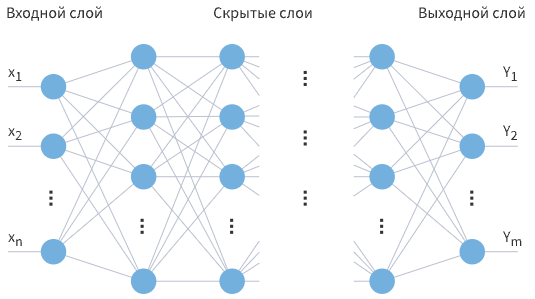 Входной слой
Скрытые слои
Выходной слой
x1
Y1
x2
Y2
xn
Ym